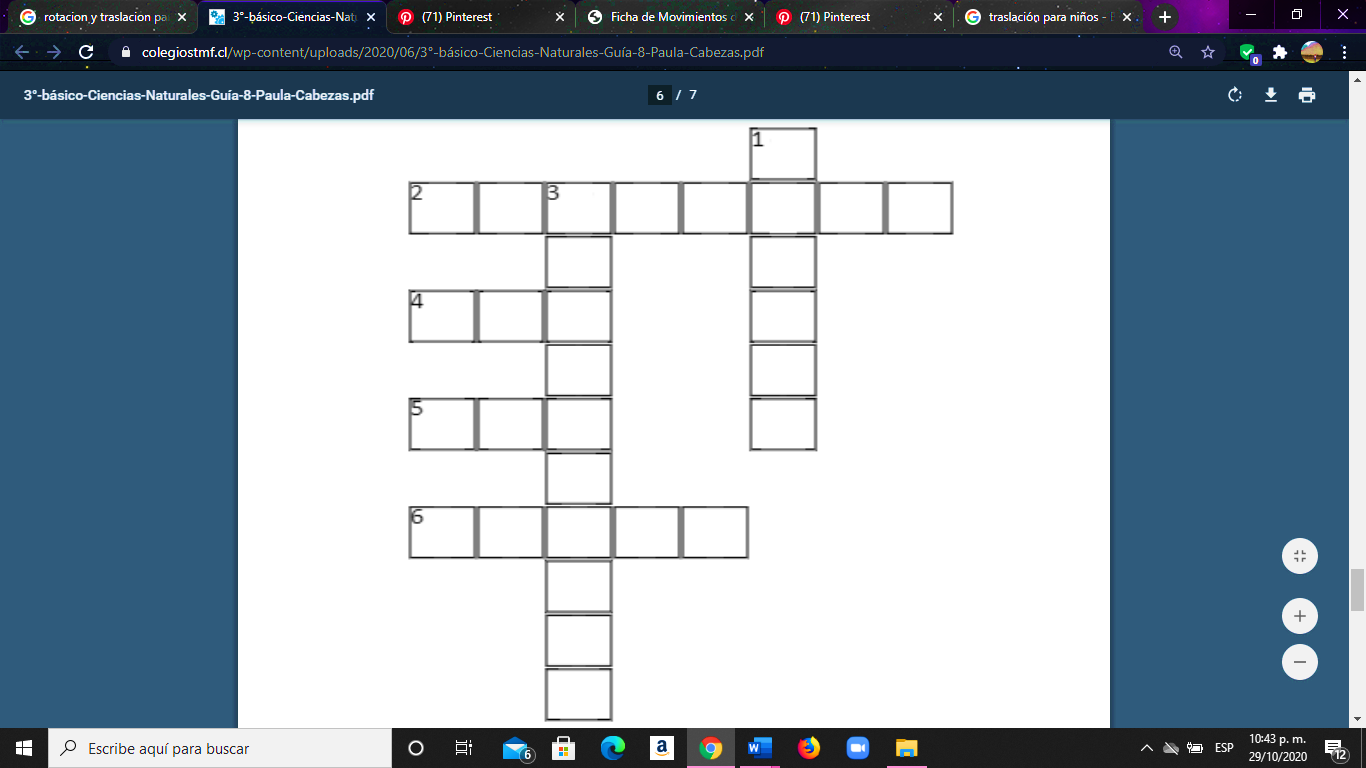 rotacion y traslacion pa
3°-básico-Ciencias-Nat
(71) Pinterest
Ficha de Movimientos d
(71) Pinterest
traslación para niños - B
colegiostmf.cl/wp-content/uploads/2020/06/3°-básico-Ciencias-Naturales-Guía-8-Paula-Cabezas.pdf
0
3°-básico-Ciencias-Naturales-Guía-8-Paula-Cabezas.pdf
6 / 7
1
2
3
4
5
6
Escribe aquí para buscar
6
a
W
ESP
10:43 p. m.
29/10/2020
12